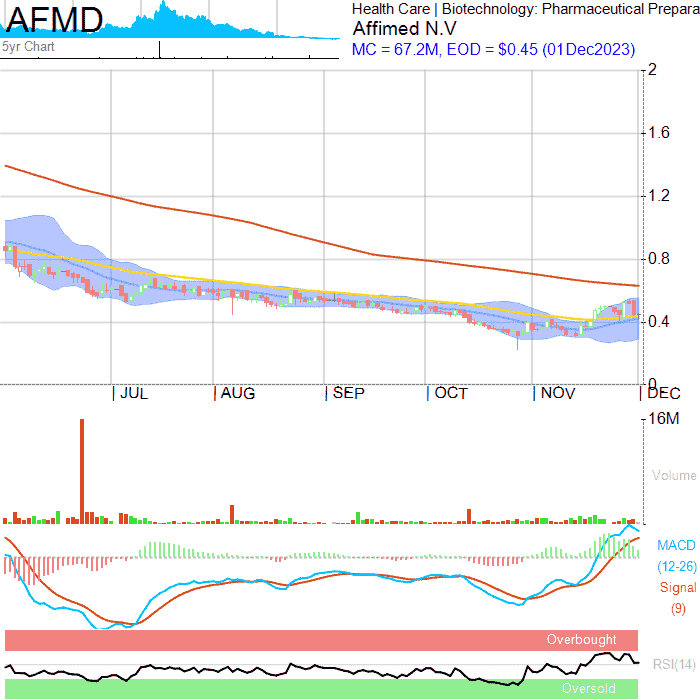 AFMD
5yr Chart
Health Care | Biotechnology: Pharmaceutical Prepara
Affimed N.V
MC = 67.2M, EOD = $0.45 (01Dec2023)
2
1.6
1.2
0.8
0.4
0
JUL AUG SEP OCT NOV DEC
16M
Volume
MACD
(12-26)
Signal
(9)
Overbought
RSI(14)
Oversold